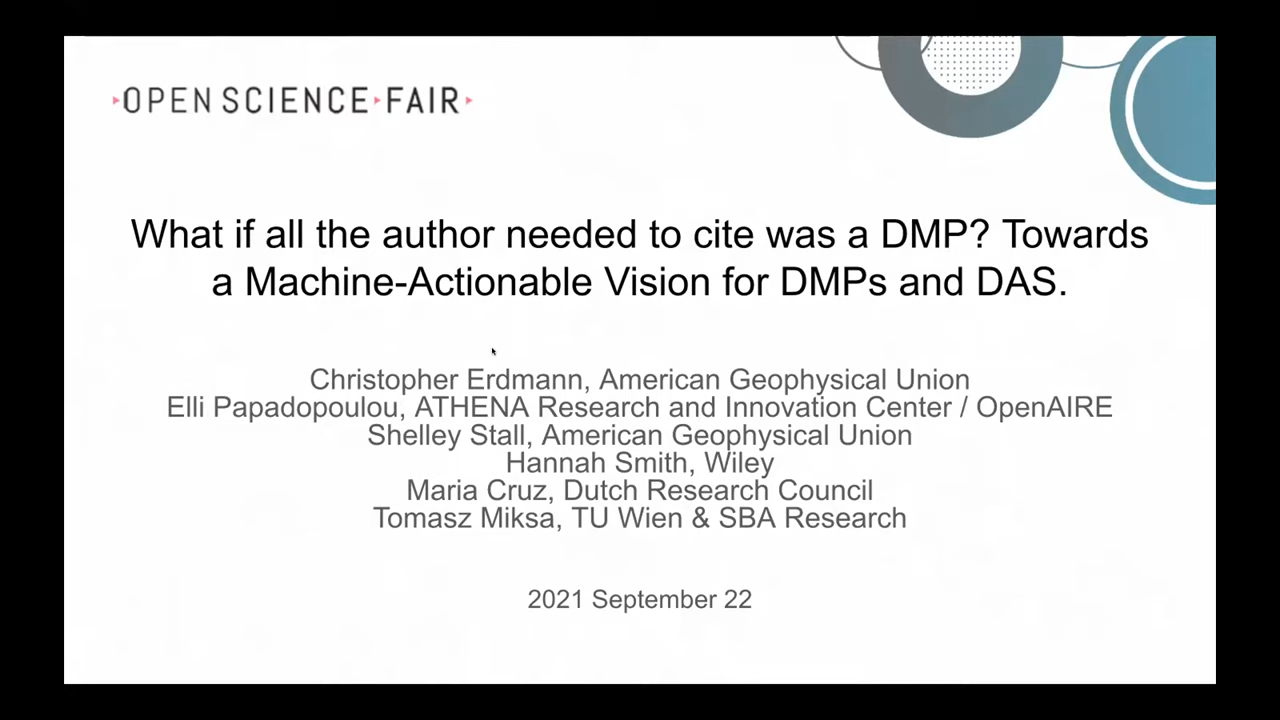 OPEN SCIENCE FAIR
What if all the author needed to cite was a DMP? Towards
a Machine-Actionable Vision for DMPs and DAS.
Christopher Erdmann, American Geophysical Union
Elli Papadopoulou, ATHENA Research and Innovation Center / OpenAIRE
Shelley Stall, American Geophysical Union
Hannah Smith, Wiley
Maria Cruz, Dutch Research Council
Tomasz Miksa, TU Wien & SBA Research
2021 September 22